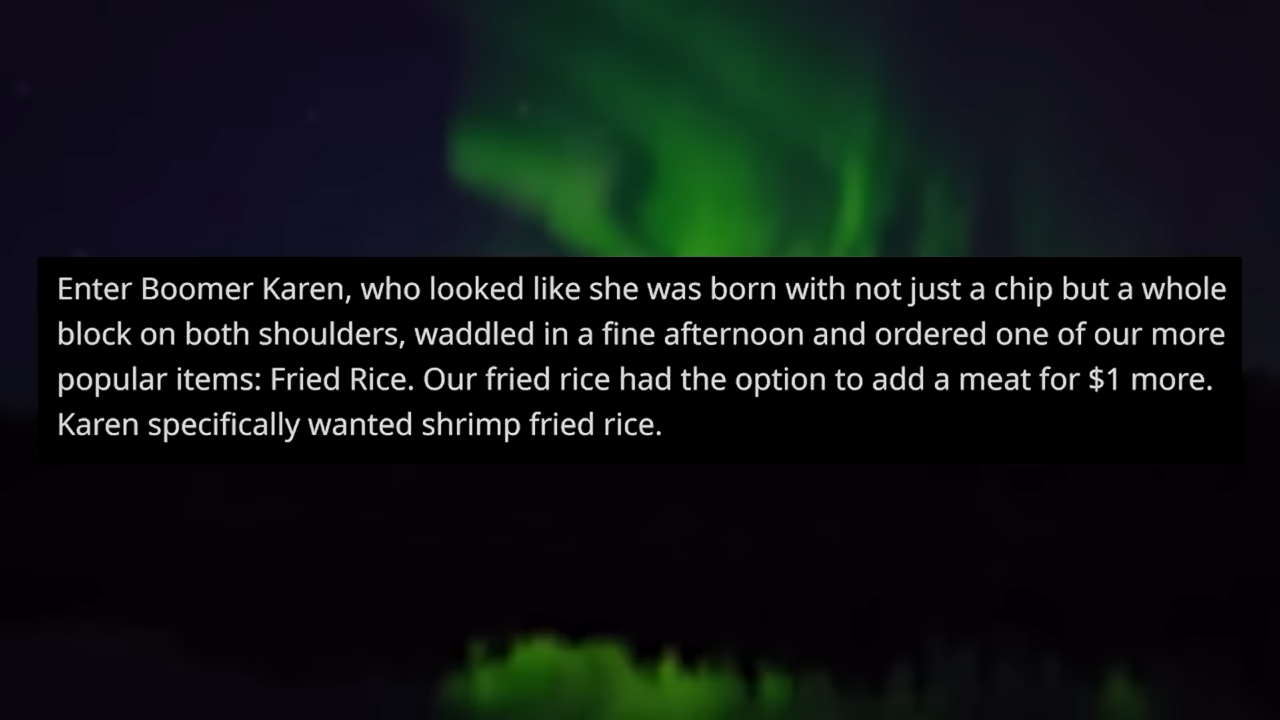 Enter Boomer Karen, who looked like she was born with not just a chip but a whole
block on both shoulders, waddled in a fine afternoon and ordered one of our more
popular items: Fried Rice. Our fried rice had the option to add a meat for $1 more.
Karen specifically wanted shrimp fried rice.